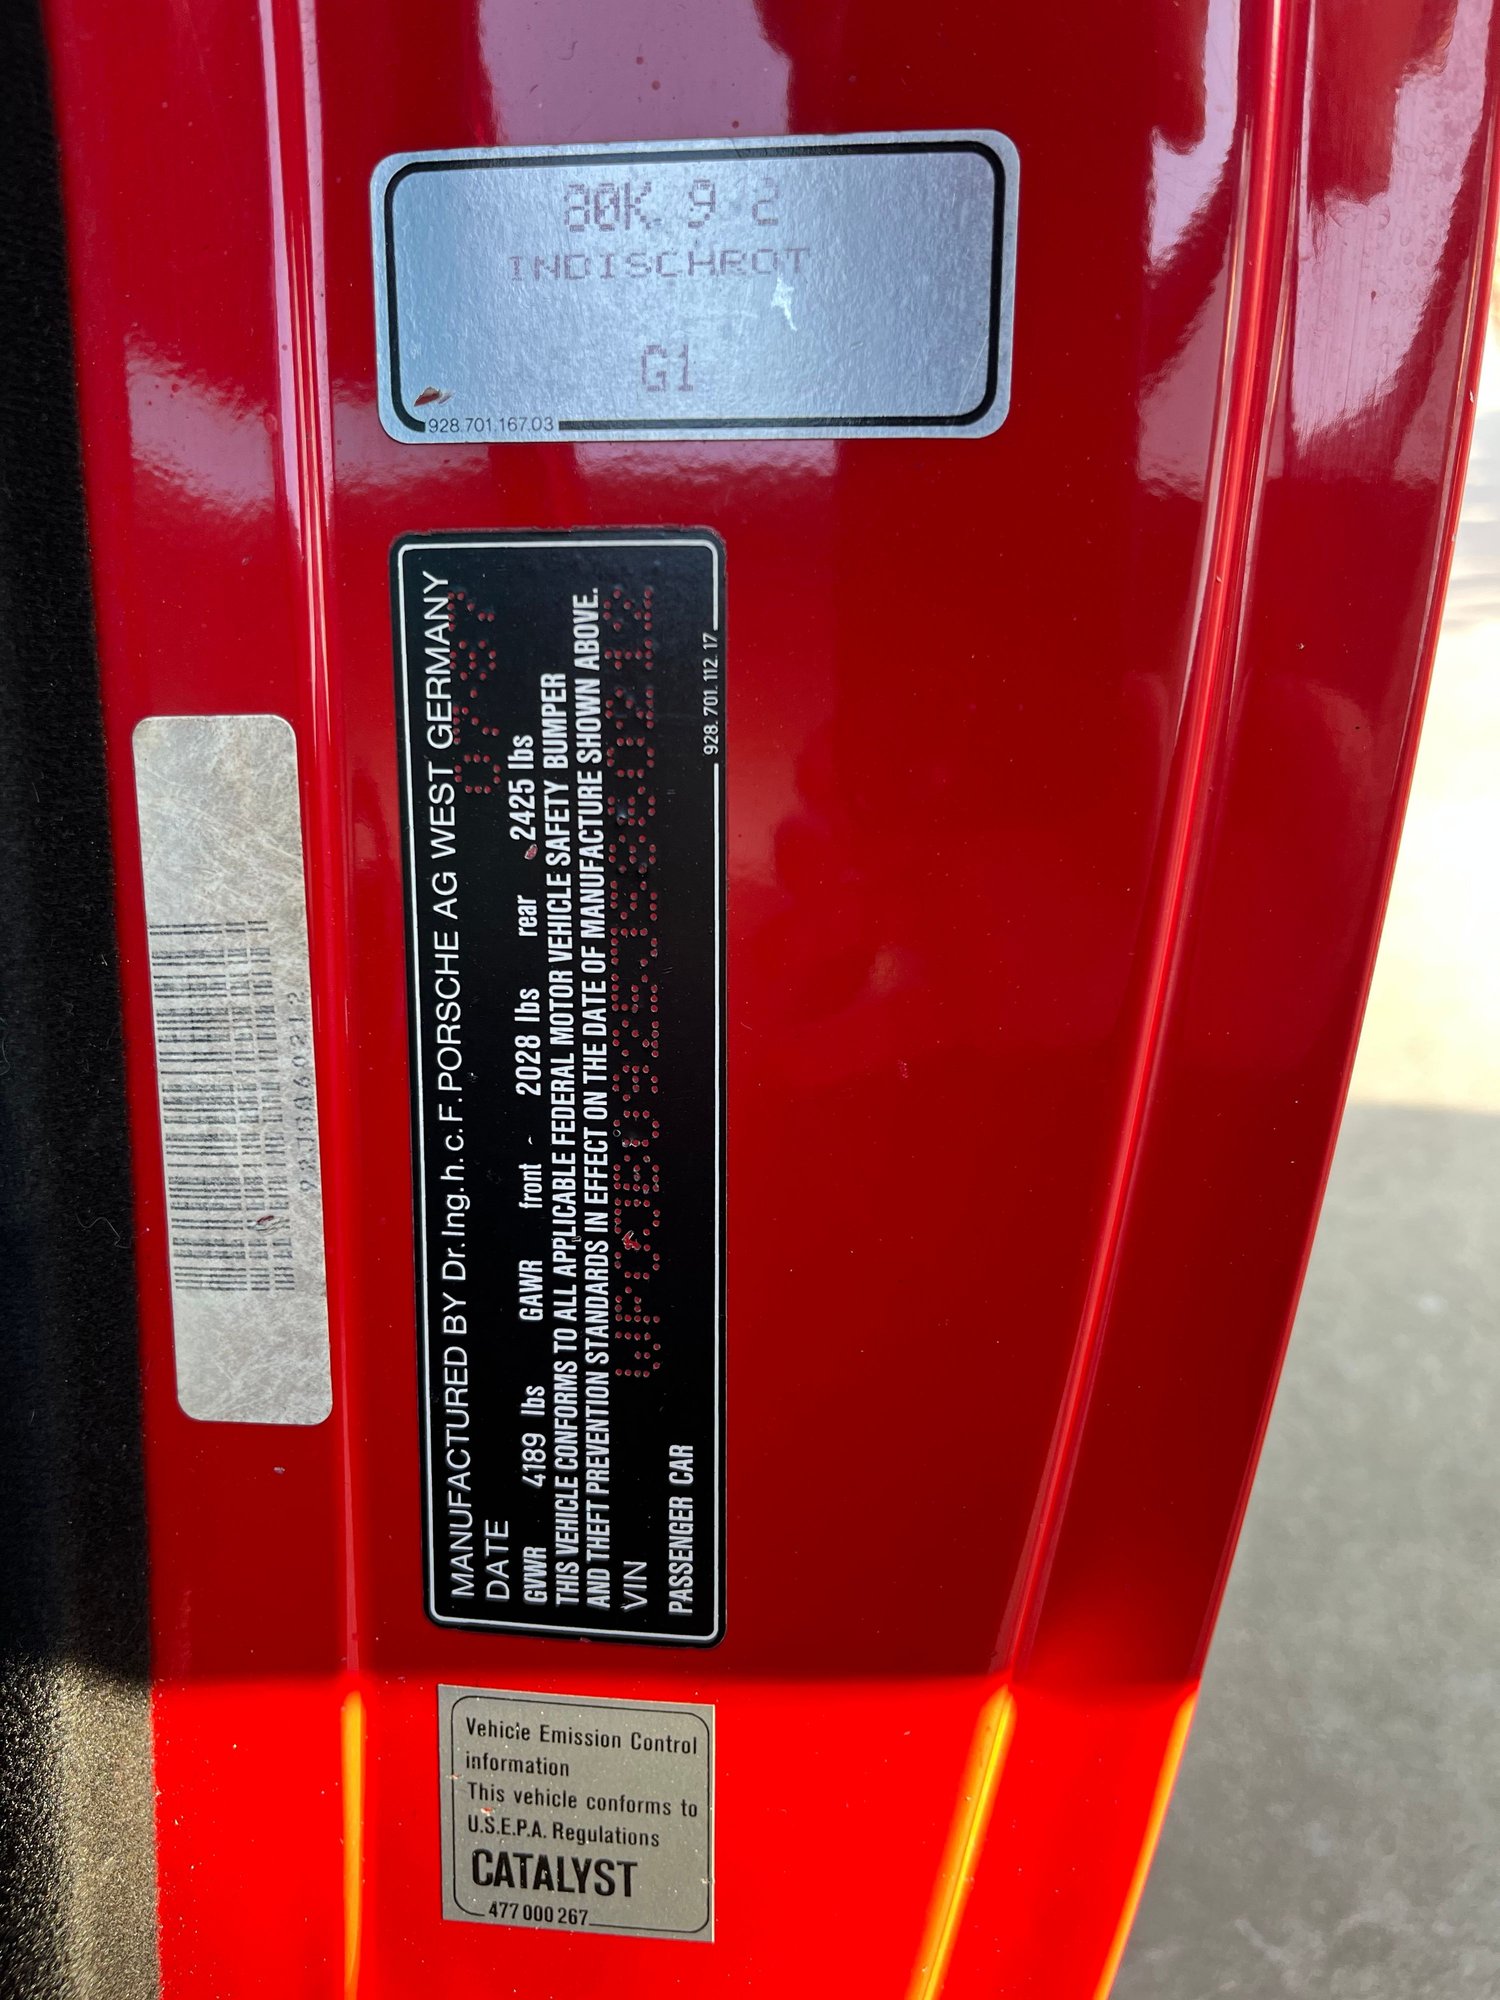 80K 9 2
INDISCHROT
G1
928.701.167.03
MANUFACTURED BY Dr.Ing.h.c.F.PORSCHE AG WEST GERMANY
DATE 07/87
GVWR 4189 lbs GAWR front 2028 lbs rear 2425 lbs
THIS VEHICLE CONFORMS TO ALL APPLICABLE FEDERAL MOTOR VEHICLE SAFETY BUMPER
AND THEFT PREVENTION STANDARDS IN EFFECT ON THE DATE OF MANUFACTURE SHOWN ABOVE.
VIN WP0JB0925JS860212
PASSENGER CAR
928.701.112.17
Vehicle Emission Control
information
This vehicle conforms to
U.S.E.P.A. Regulations
CATALYST
477 000 267